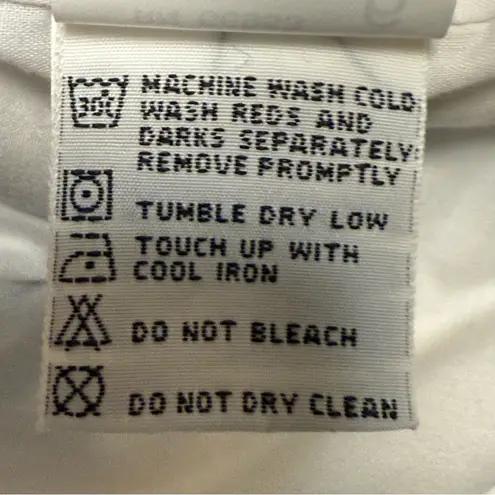 30C
MACHINE WASH COLD
WASH REDS AND
DARKS SEPARATELY
REMOVE PROMPTLY
TUMBLE DRY LOW
TOUCH UP WITH
COOL IRON
DO NOT BLEACH
DO NOT DRY CLEAN